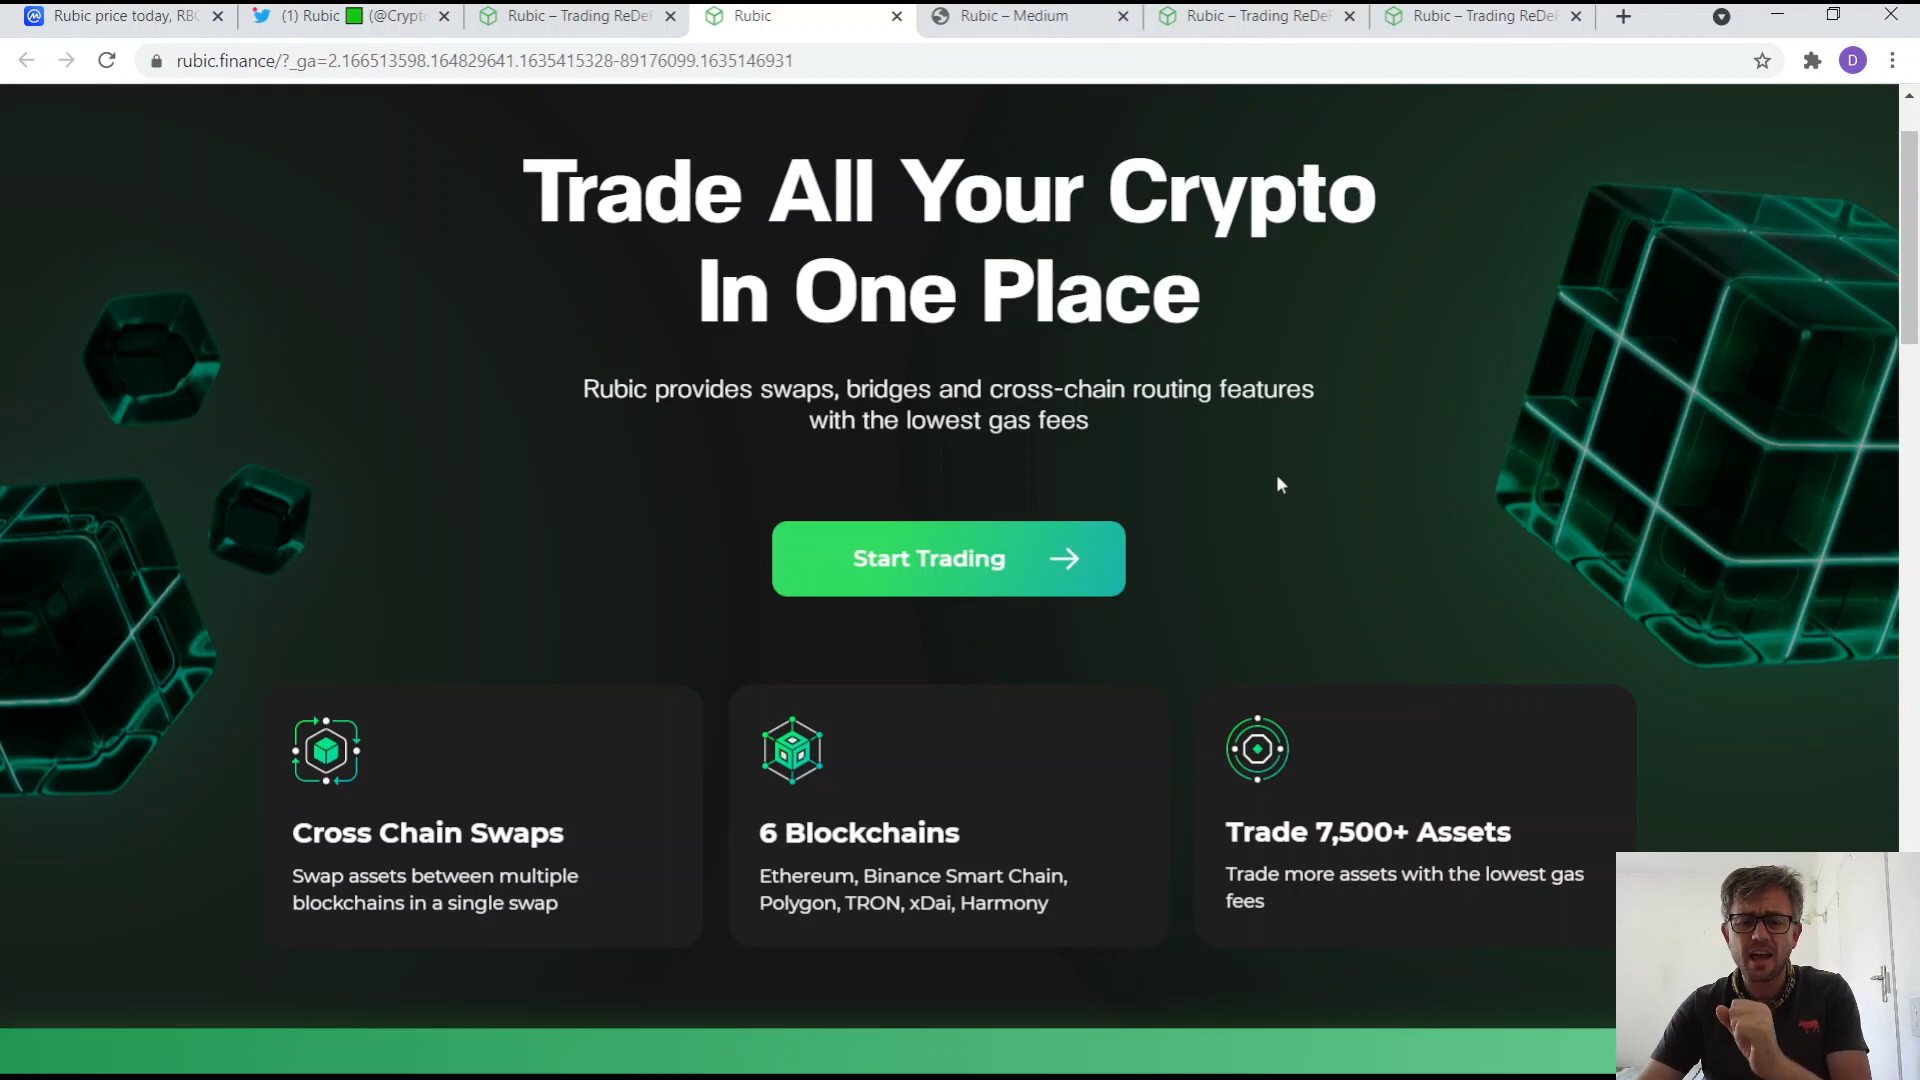 Rubic price today, RBC
(1) Rubic (@Crypto
Rubic – Trading ReDeF
Rubic
Rubic – Medium
Rubic – Trading ReDeF
Rubic – Trading ReDeF
rubic.finance/?_ga=2.166513598.164829641.1635415328-89176099.1635146931
D
Trade All Your Crypto
In One Place
Rubic provides swaps, bridges and cross-chain routing features
with the lowest gas fees
Start Trading
Cross Chain Swaps
Swap assets between multiple
blockchains in a single swap
6 Blockchains
Ethereum, Binance Smart Chain,
Polygon, TRON, xDai, Harmony
Trade 7,500+ Assets
Trade more assets with the lowest gas
fees